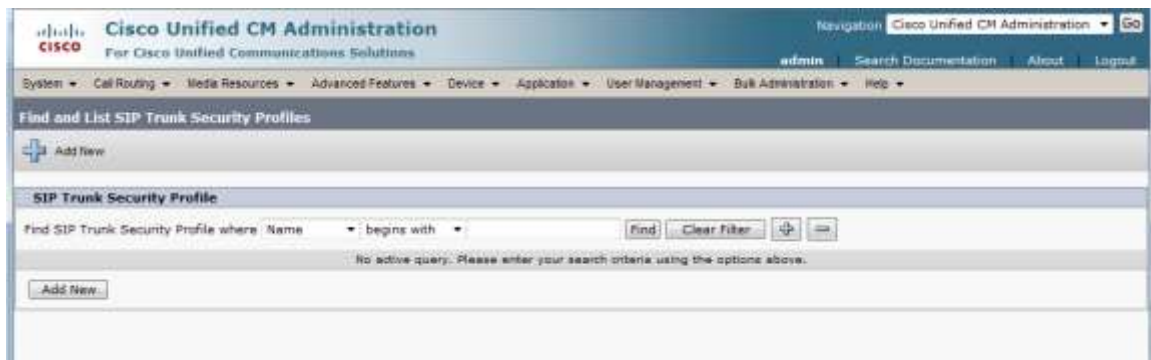 Cisco Unified CM Administration
For Cisco Unified Communications Solutions
CISCO
Navigation Cisco Unified CM Administration Go
admin Search Documentation About Logout
System Call Routing Media Resources Advanced Features Device Application User Management Bulk Administration Help
Find and List SIP Trunk Security Profiles
Add New
SIP Trunk Security Profile
Find SIP Trunk Security Profile where Name begins with Find Clear Filter
No active query. Please enter your search criteria using the options above.
Add New